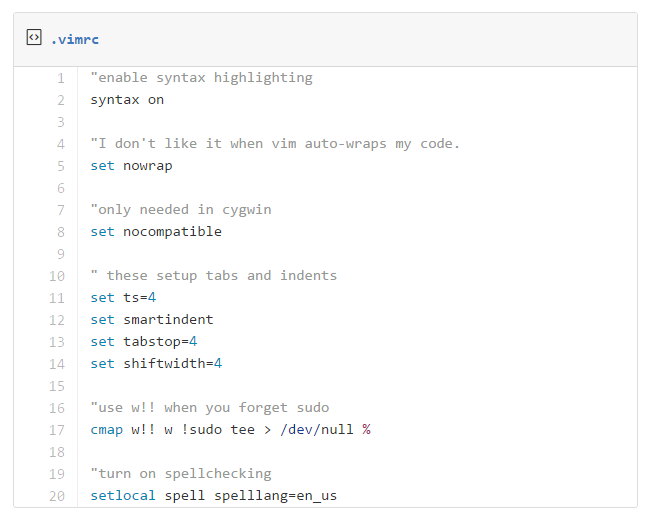 .vimrc
1 "enable syntax highlighting
2 syntax on
3
4 "I don't like it when vim auto-wraps my code.
5 set nowrap
6
7 "only needed in cygwin
8 set nocompatible
9
10 " these setup tabs and indents
11 set ts=4
12 set smartindent
13 set tabstop=4
14 set shiftwidth=4
15
16 "use w!! when you forget sudo
17 cmap w!! w !sudo tee > /dev/null %
18
19 "turn on spellchecking
20 setlocal spell spelllang=en_us